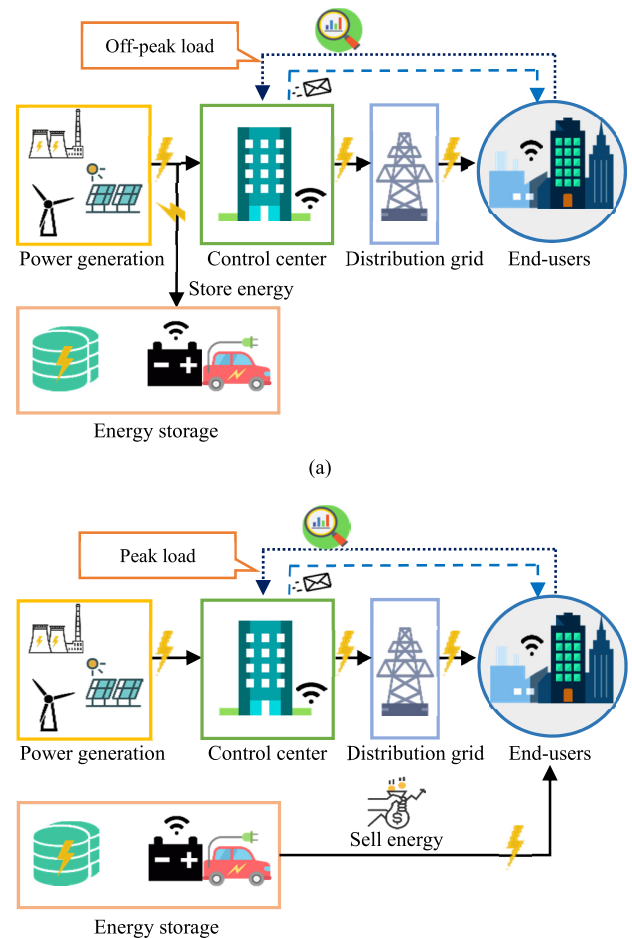 Off-peak load
Power generation
Control center
Distribution grid
End-users
Store energy
Energy storage
(a)
Peak load
Power generation
Control center
Distribution grid
End-users
$
Sell energy
Energy storage